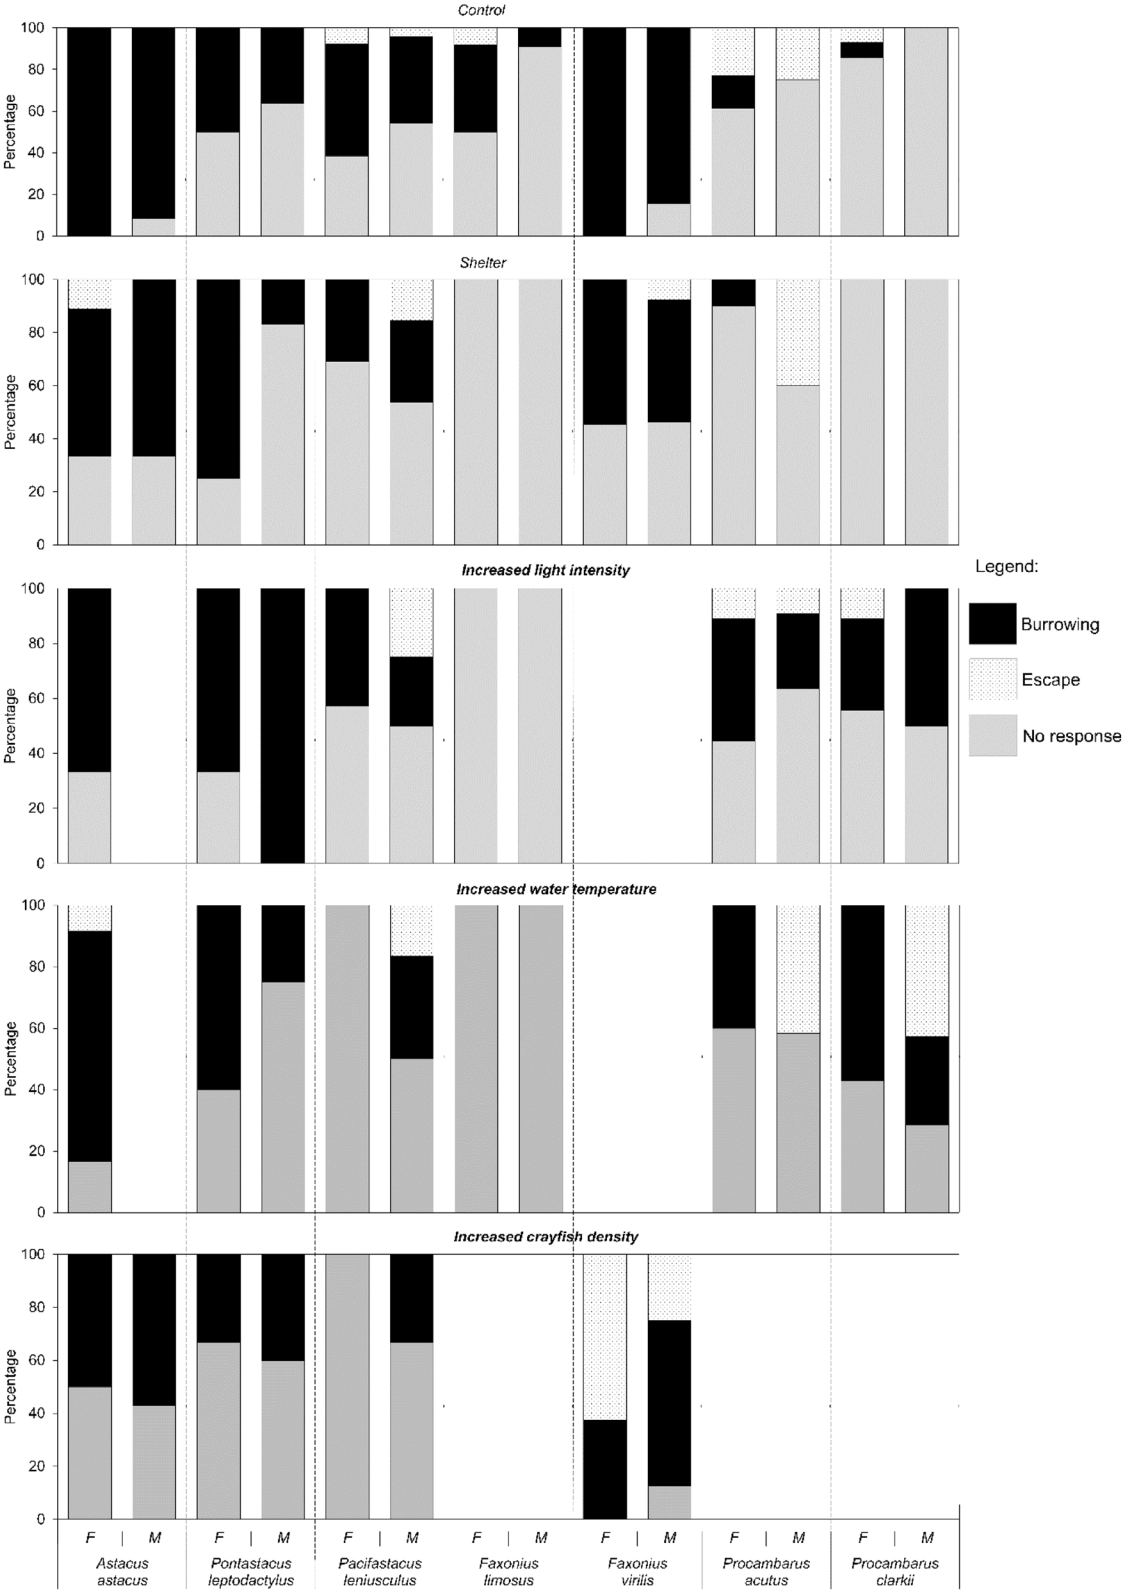 Control
Percentage
100
80
60
40
20
0
Shelter
Percentage
100
80
60
40
20
0
Increased light intensity
Percentage
100
80
60
40
20
0
Legend:
Burrowing
Escape
No response
Increased water temperature
Percentage
100
80
60
40
20
0
Increased crayfish density
Percentage
100
80
60
40
20
0
F | M F | M F | M F | M F | M F | M F | M
Astacus Pontastacus Pacifastacus Faxonius Faxonius Procambarus Procambarus
astacus leptodactylus leniusculus limosus virilis acutus clarkii